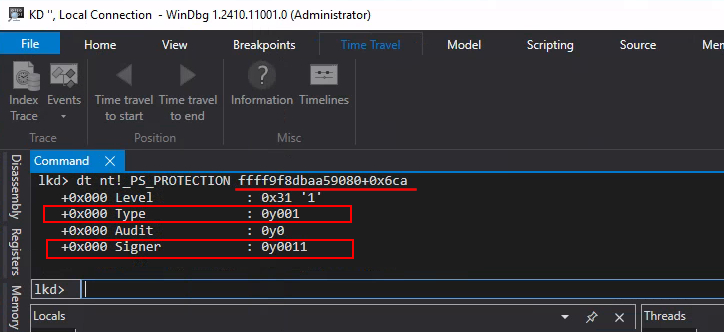 KD '', Local Connection - WinDbg 1.2410.11001.0 (Administrator)
File Home View Breakpoints Time Travel Model Scripting Source Mem
Index Trace
Events
Time travel to start
Time travel to end
Information
Timelines
Trace Position Misc
Disassembly
Registers
Memory
Command X
lkd> dt nt!_PS_PROTECTION ffff9f8dbaa59080+0x6ca
+0x000 Level : 0x31 '1'
+0x000 Type : 0y001
+0x000 Audit : 0y0
+0x000 Signer : 0y0011
lkd>
Locals
Threads